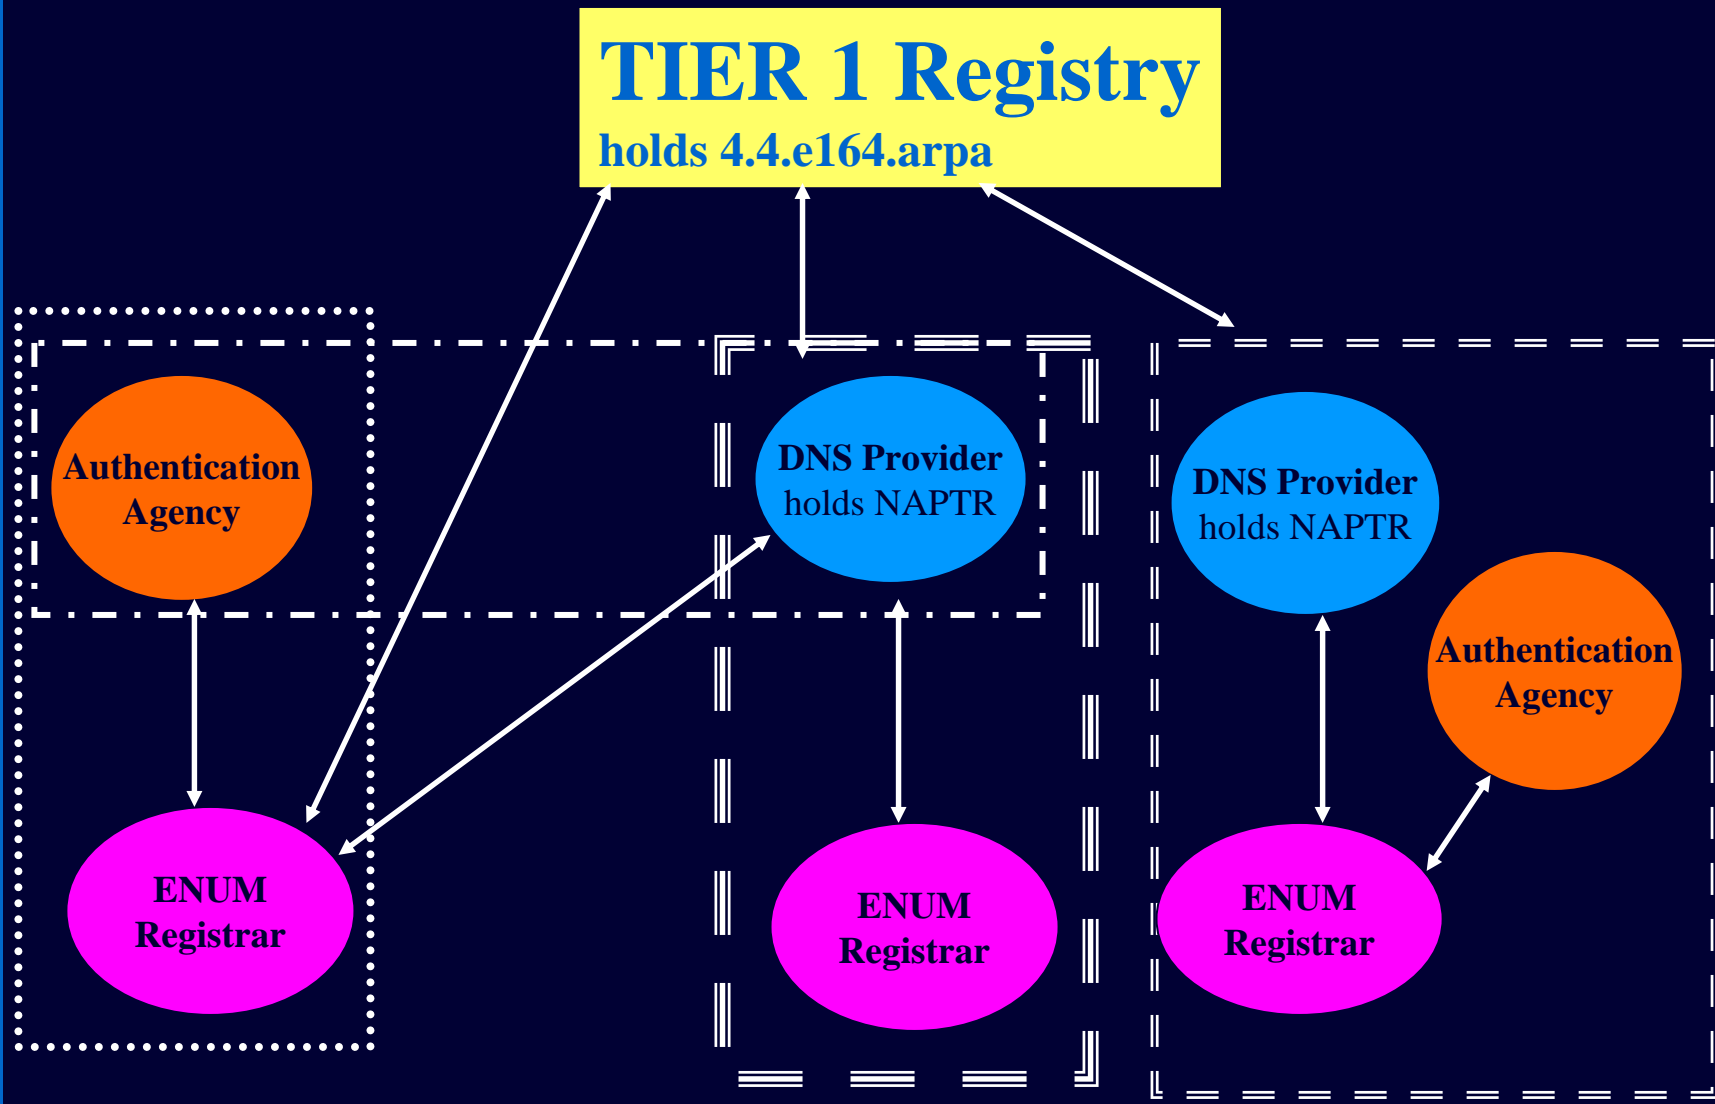 TIER 1 Registry
holds 4.4.e164.arpa
Authentication
Agency
DNS Provider
holds NAPTR
DNS Provider
holds NAPTR
Authentication
Agency
ENUM
Registrar
ENUM
Registrar
ENUM
Registrar